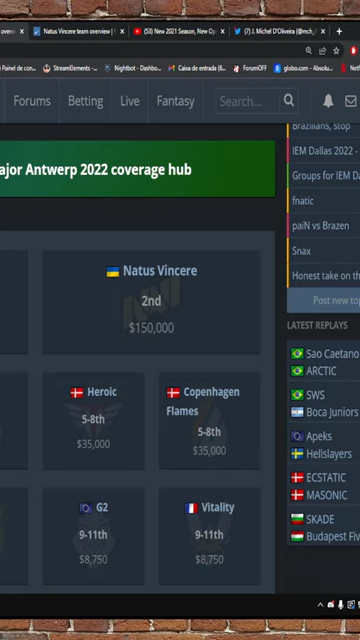 overvi
Natus Vincere team overview |
(53) New 2021 Season, New Op
(7) J. Michel D'Oliveira (@mch_
Painel de con
StreamElements -
Nightbot - Dashbo...
Caixa de entrada (6
ForumOFF
globo.com - Absolu...
Netf
Forums
Betting
Live
Fantasy
Search...
ajor Antwerp 2022 coverage hub
Brazilians, stop
IEM Dallas 2022 -
Groups for IEM Da
fnatic
paiN vs Brazen
Snax
Honest take on th
Post new top
Natus Vincere
2nd
$150,000
LATEST REPLAYS
Sao Caetano
ARCTIC
SWS
Boca Juniors
Apeks
Hellslayers
ECSTATIC
MASONIC
SKADE
Budapest Five
Heroic
5-8th
$35,000
Copenhagen
Flames
5-8th
$35,000
G2
9-11th
$8,750
Vitality
9-11th
$8,750